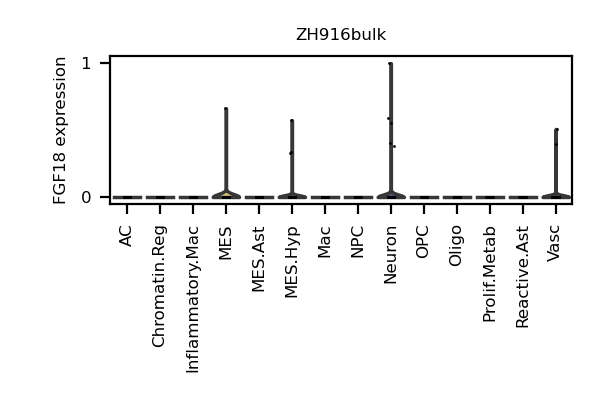 ZH916bulk
FGF18 expression
1
0
AC
Chromatin.Reg
Inflammatory.Mac
MES
MES.Ast
MES.Hyp
Mac
NPC
Neuron
OPC
Oligo
Prolif.Metab
Reactive.Ast
Vasc